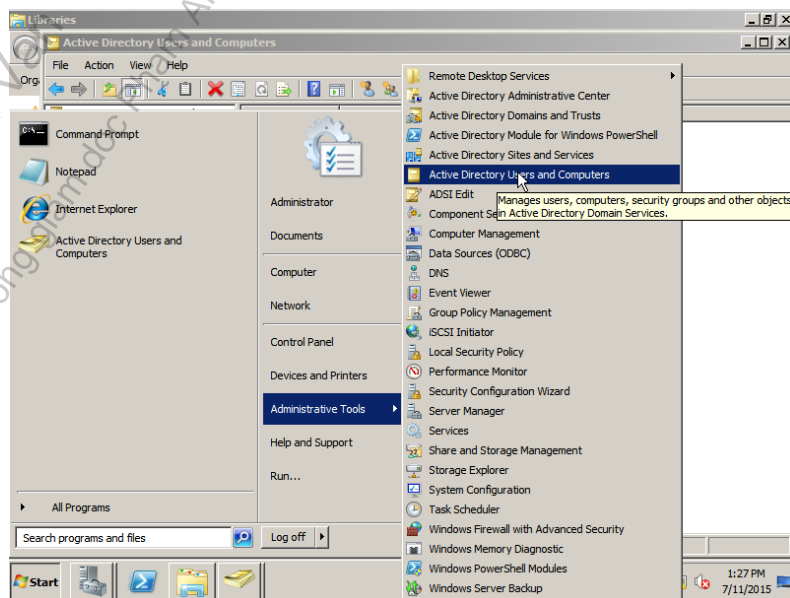 Libraries
Active Directory Users and Computers
File Action View Help
Command Prompt
Notepad
Internet Explorer
Active Directory Users and
Computers
All Programs
Search programs and files
Administrator
Documents
Computer
Network
Control Panel
Devices and Printers
Administrative Tools
Help and Support
Run...
Log off
Remote Desktop Services
Active Directory Administrative Center
Active Directory Domains and Trusts
Active Directory Module for Windows PowerShell
Active Directory Sites and Services
Active Directory Users and Computers
ADSI Edit
Manages users, computers, security groups and other objects
in Active Directory Domain Services.
Computer Management
Data Sources (ODBC)
DNS
Event Viewer
Group Policy Management
iSCSI Initiator
Local Security Policy
Performance Monitor
Security Configuration Wizard
Server Manager
Services
Share and Storage Management
Storage Explorer
System Configuration
Task Scheduler
Windows Firewall with Advanced Security
Windows Memory Diagnostic
Windows PowerShell Modules
Windows Server Backup
Start
1:27 PM
7/11/2015